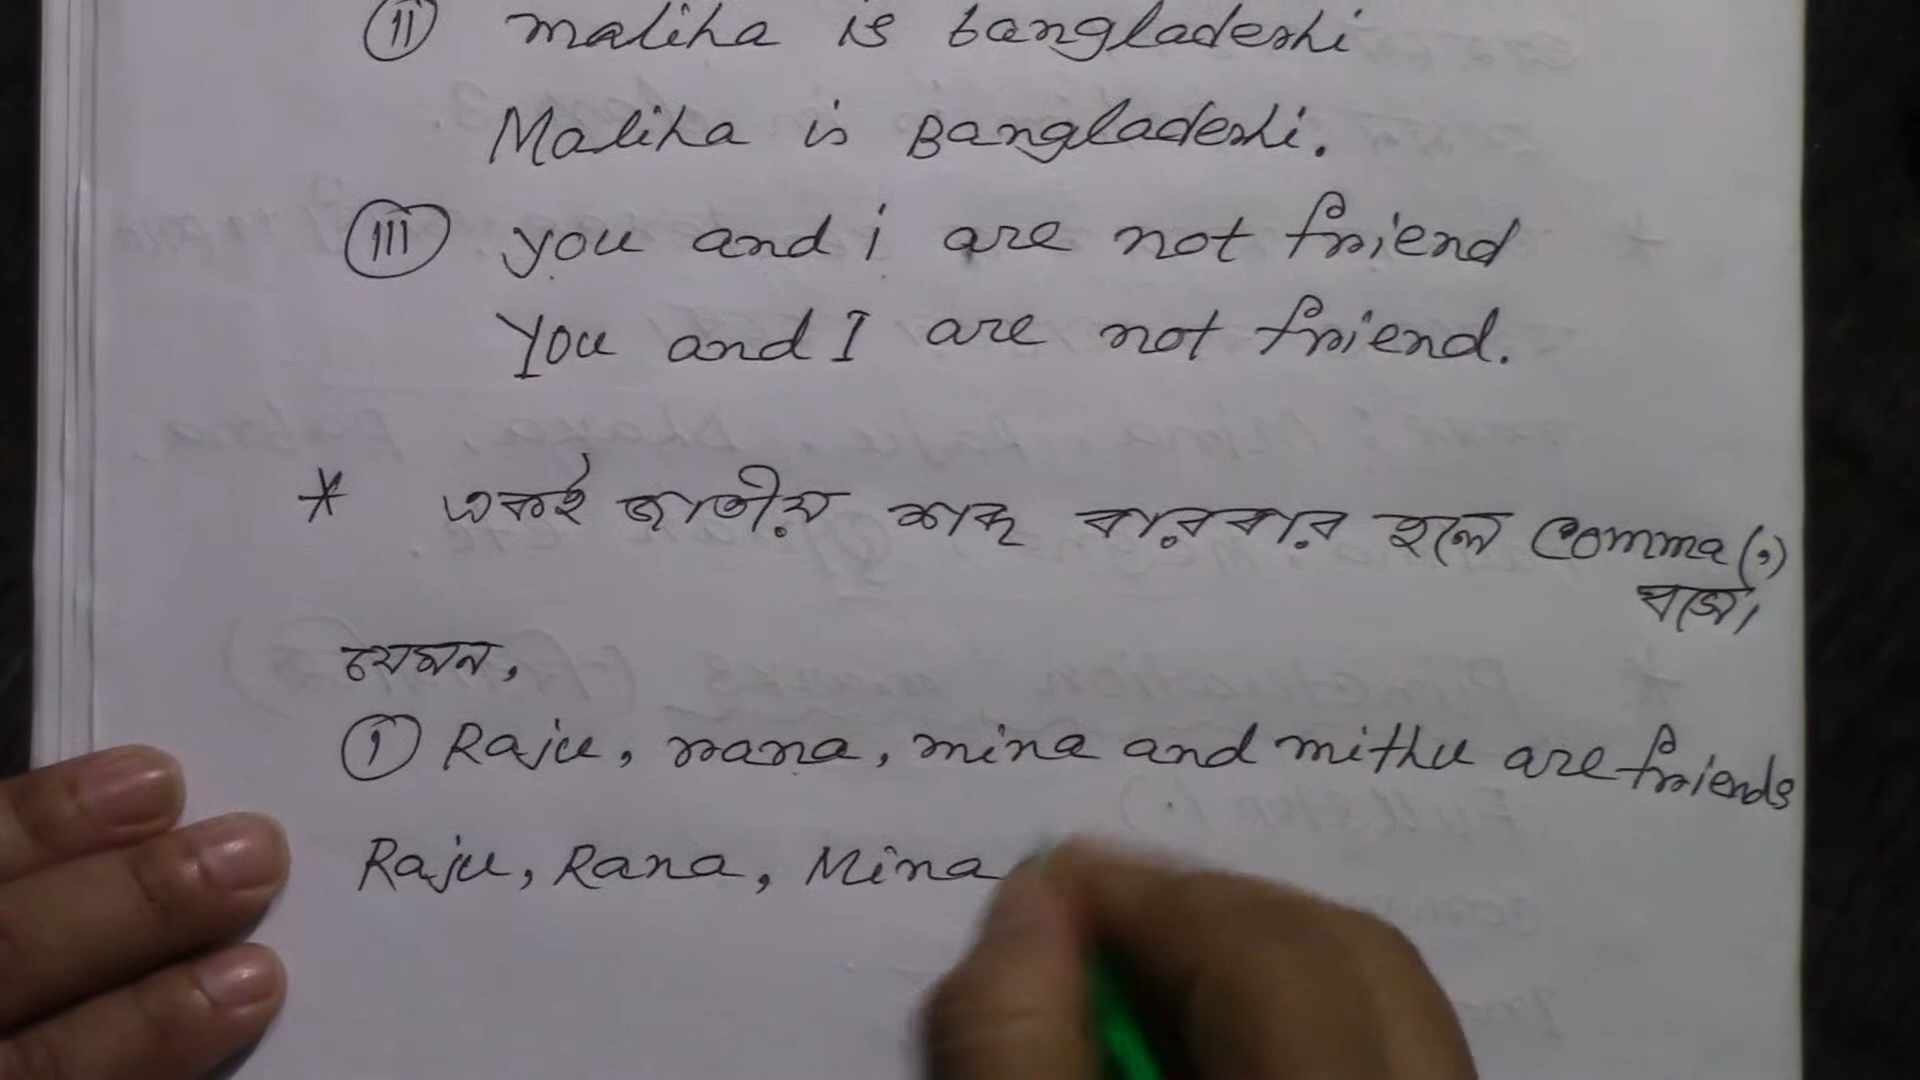 (ii) maliha is bangladeshi
Maliha is Bangladeshi.
(iii) you and i are not friend
You and I are not friend.
* একই জাতীয় শব্দ বারবার হলে Comma (,)
বসে।
যেমন,
(i) Raju, rana, mina and mithu are friends
Raju, Rana, Mina